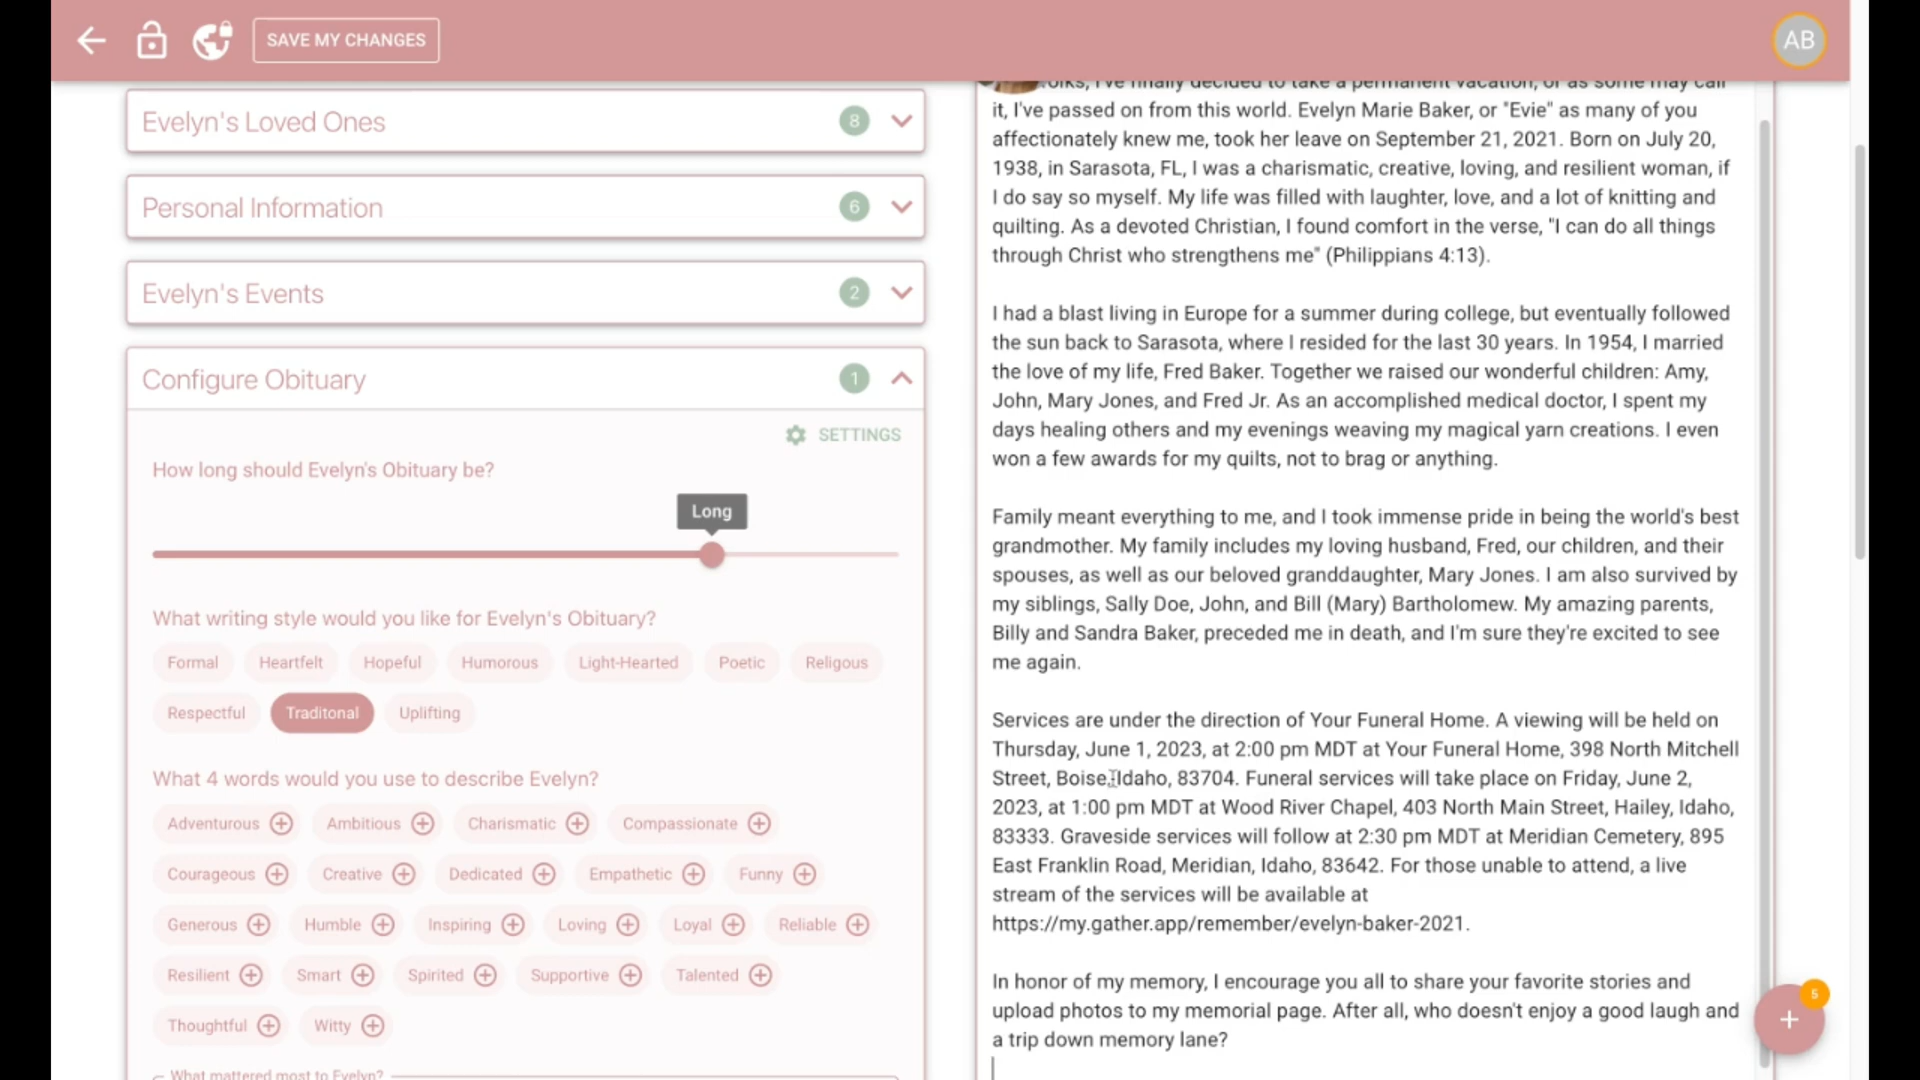 SAVE MY CHANGES
AB
Evelyn's Loved Ones
8
Personal Information
6
Evelyn's Events
2
Configure Obituary
1
SETTINGS
How long should Evelyn's Obituary be?
Long
What writing style would you like for Evelyn's Obituary?
Formal Heartfelt Hopeful Humorous Light-Hearted Poetic Religous
Respectful Traditonal Uplifting
What 4 words would you use to describe Evelyn?
Adventurous Ambitious Charismatic Compassionate
Courageous Creative Dedicated Empathetic Funny
Generous Humble Inspiring Loving Loyal Reliable
Resilient Smart Spirited Supportive Talented
Thoughtful Witty
What mattered most to Evelyn?
I've finally decided to take a permanent vacation, or as some may call
it, I've passed on from this world. Evelyn Marie Baker, or "Evie" as many of you
affectionately knew me, took her leave on September 21, 2021. Born on July 20,
1938, in Sarasota, FL, I was a charismatic, creative, loving, and resilient woman, if
I do say so myself. My life was filled with laughter, love, and a lot of knitting and
quilting. As a devoted Christian, I found comfort in the verse, "I can do all things
through Christ who strengthens me" (Philippians 4:13).
I had a blast living in Europe for a summer during college, but eventually followed
the sun back to Sarasota, where I resided for the last 30 years. In 1954, I married
the love of my life, Fred Baker. Together we raised our wonderful children: Amy,
John, Mary Jones, and Fred Jr. As an accomplished medical doctor, I spent my
days healing others and my evenings weaving my magical yarn creations. I even
won a few awards for my quilts, not to brag or anything.
Family meant everything to me, and I took immense pride in being the world's best
grandmother. My family includes my loving husband, Fred, our children, and their
spouses, as well as our beloved granddaughter, Mary Jones. I am also survived by
my siblings, Sally Doe, John, and Bill (Mary) Bartholomew. My amazing parents,
Billy and Sandra Baker, preceded me in death, and I'm sure they're excited to see
me again.
Services are under the direction of Your Funeral Home. A viewing will be held on
Thursday, June 1, 2023, at 2:00 pm MDT at Your Funeral Home, 398 North Mitchell
Street, Boise, Idaho, 83704. Funeral services will take place on Friday, June 2,
2023, at 1:00 pm MDT at Wood River Chapel, 403 North Main Street, Hailey, Idaho,
83333. Graveside services will follow at 2:30 pm MDT at Meridian Cemetery, 895
East Franklin Road, Meridian, Idaho, 83642. For those unable to attend, a live
stream of the services will be available at
https://my.gather.app/remember/evelyn-baker-2021.
In honor of my memory, I encourage you all to share your favorite stories and
upload photos to my memorial page. After all, who doesn't enjoy a good laugh and
a trip down memory lane?
5